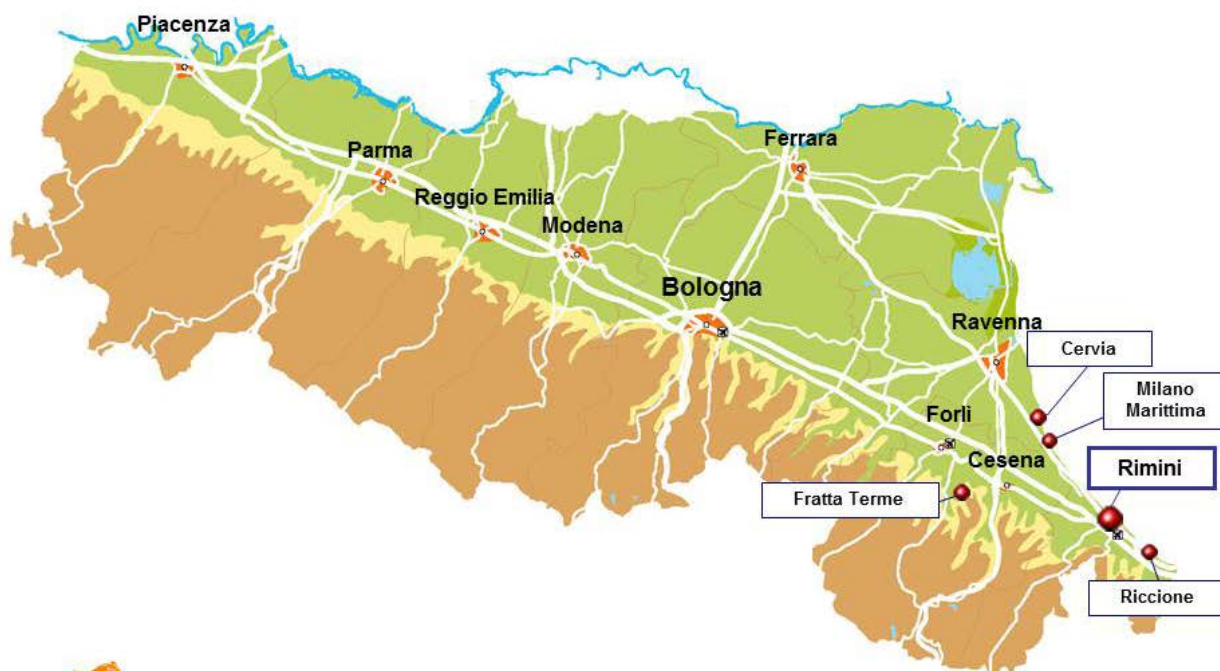 Piacenza
Ferrara
Parma
Reggio Emilia
Modena
Bologna
Ravenna
Cervia
Milano
Marittima
Forlì
Cesena
Rimini
Fratta Terme
Riccione